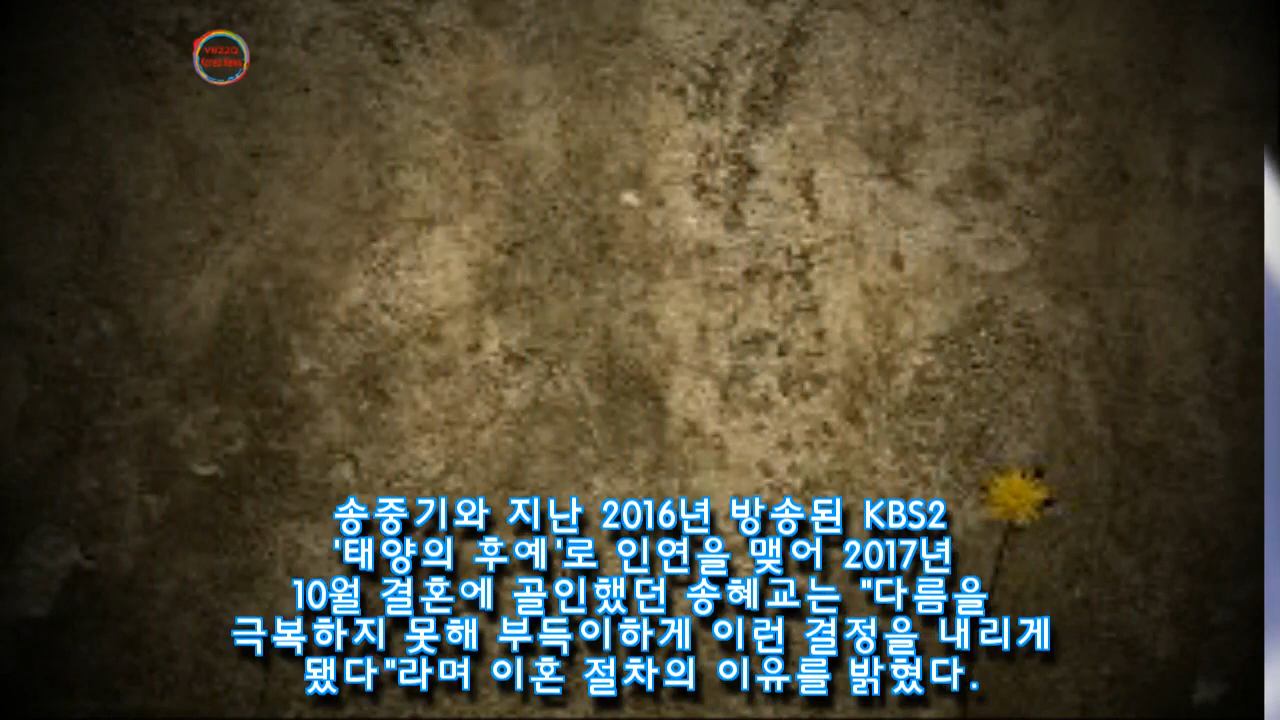 송중기와 지난 2016년 방송된 KBS2
'태양의 후예'로 인연을 맺어 2017년
10월 결혼에 골인했던 송혜교는 "다름을
극복하지 못해 부득이하게 이런 결정을 내리게
됐다"라며 이혼 절차의 이유를 밝혔다.